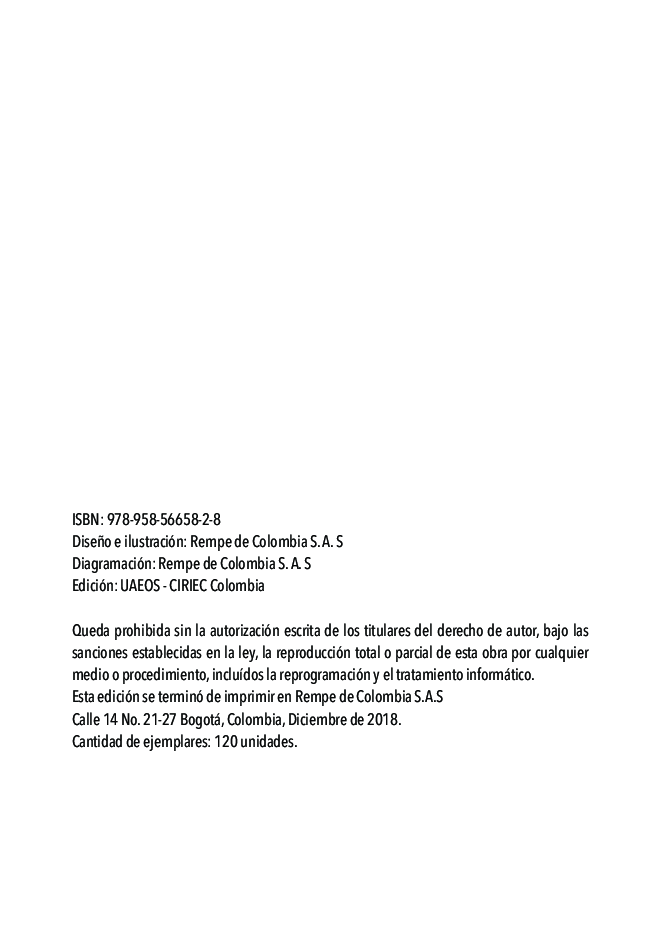 ISBN: 978-958-56658-2-8
Diseño e ilustración: Rempe de Colombia S. A. S
Diagramación: Rempe de Colombia S. A. S
Edición: UAEOS - CIRIEC Colombia
Queda prohibida sin la autorización escrita de los titulares del derecho de autor, bajo las
sanciones establecidas en la ley, la reproducción total o parcial de esta obra por cualquier
medio o procedimiento, incluídos la reprogramación y el tratamiento informático.
Esta edición se terminó de imprimir en Rempe de Colombia S.A.S
Calle 14 No. 21-27 Bogotá, Colombia, Diciembre de 2018.
Cantidad de ejemplares: 120 unidades.